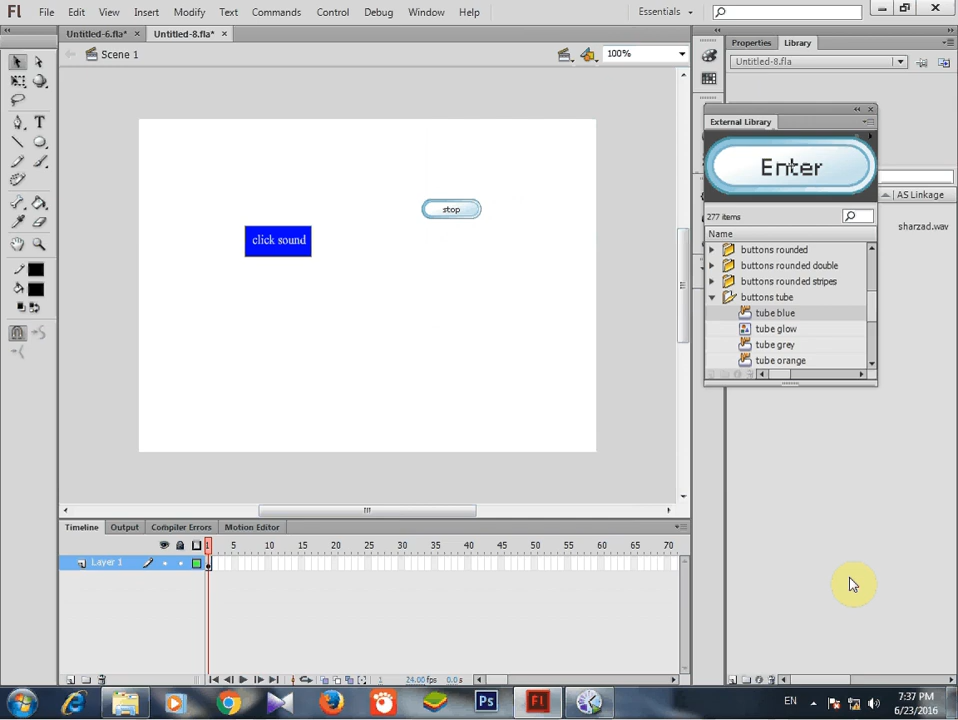 Fl File Edit View Insert Modify Text Commands Control Debug Window Help Essentials
Untitled-6.fla* × Untitled-8.fla* ×
Scene 1 100%
Properties Library
Untitled-8.fla
External Library
Enter
277 items
Name
AS Linkage
sharzad.wav
buttons rounded
buttons rounded double
buttons rounded stripes
buttons tube
tube blue
tube glow
tube grey
tube orange
stop
click sound
Timeline Output Compiler Errors Motion Editor
1 5 10 15 20 25 30 35 40 45 50 55 60 65 70
Layer 1
1 24.00 fps 0.0 s
Ps Fl EN 7:37 PM
6/23/2016